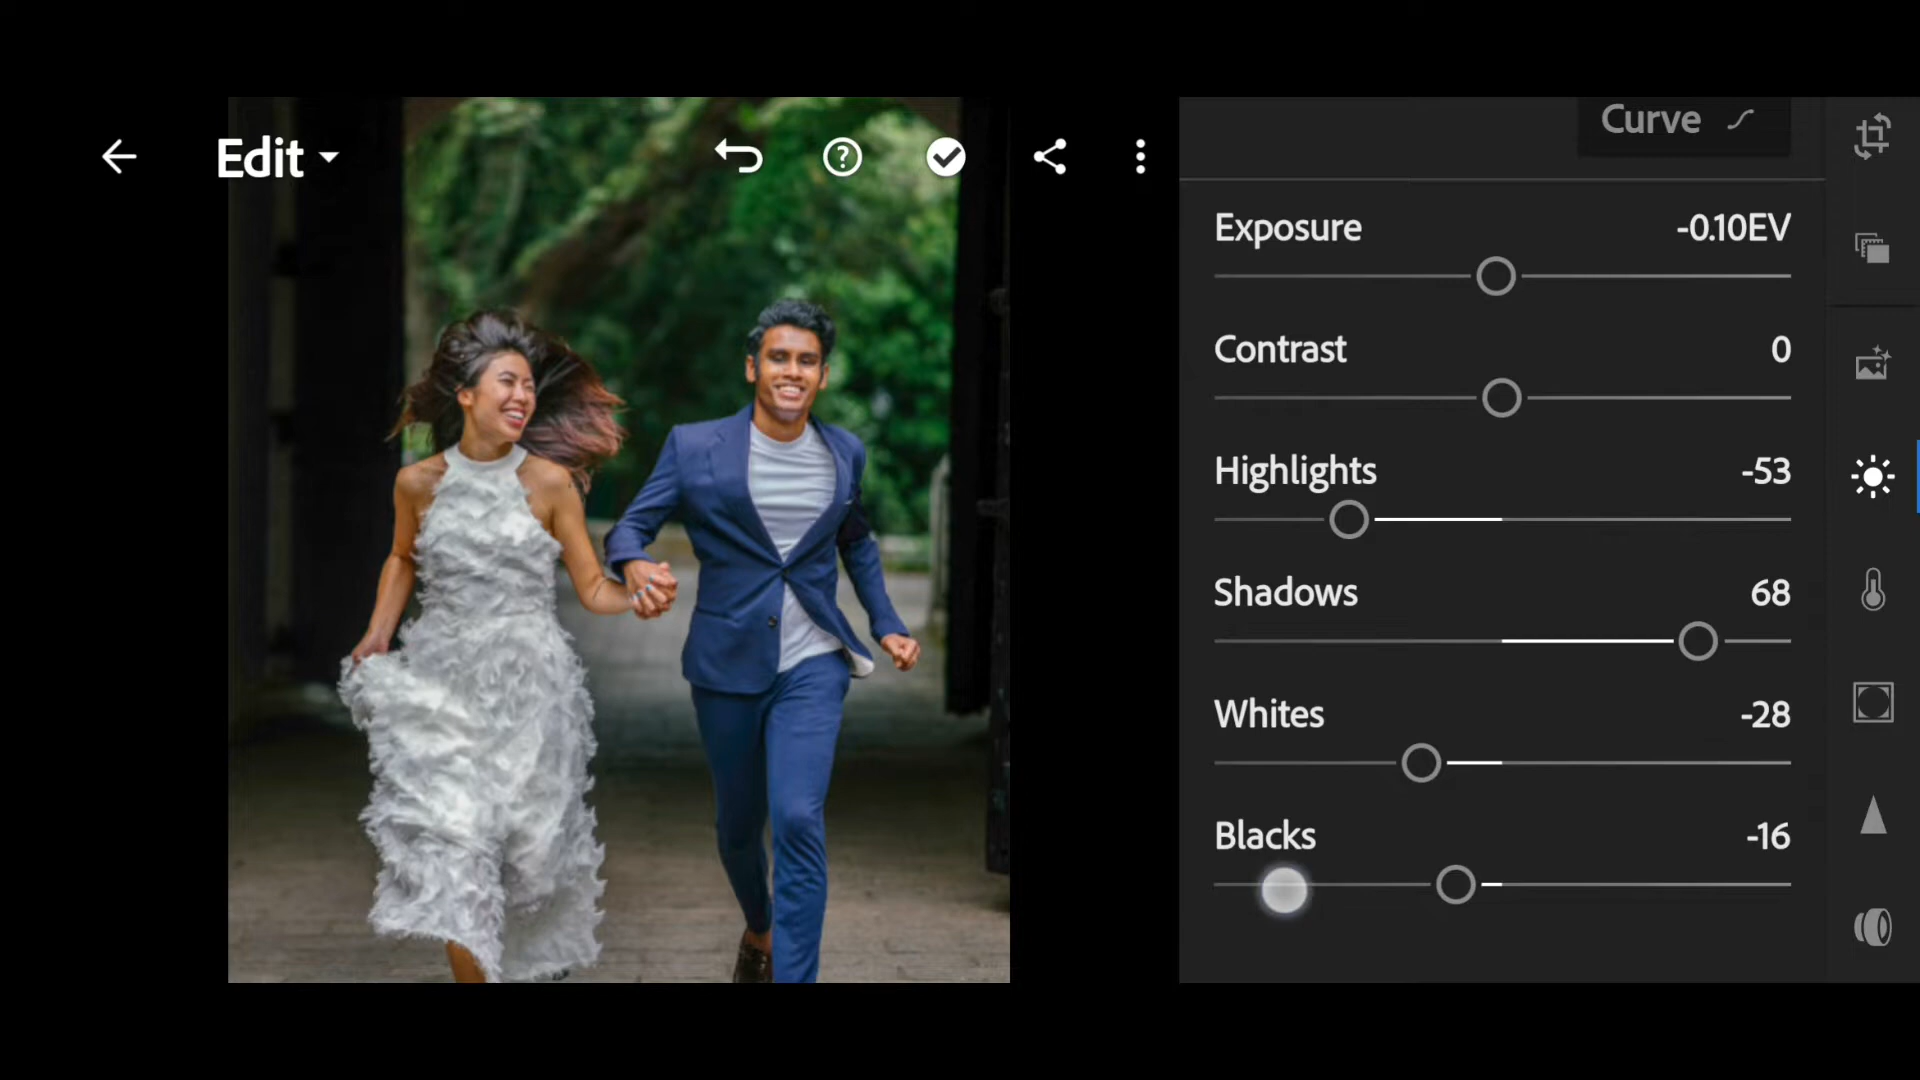 Edit
Curve
Exposure -0.10EV
Contrast 0
Highlights -53
Shadows 68
Whites -28
Blacks -16